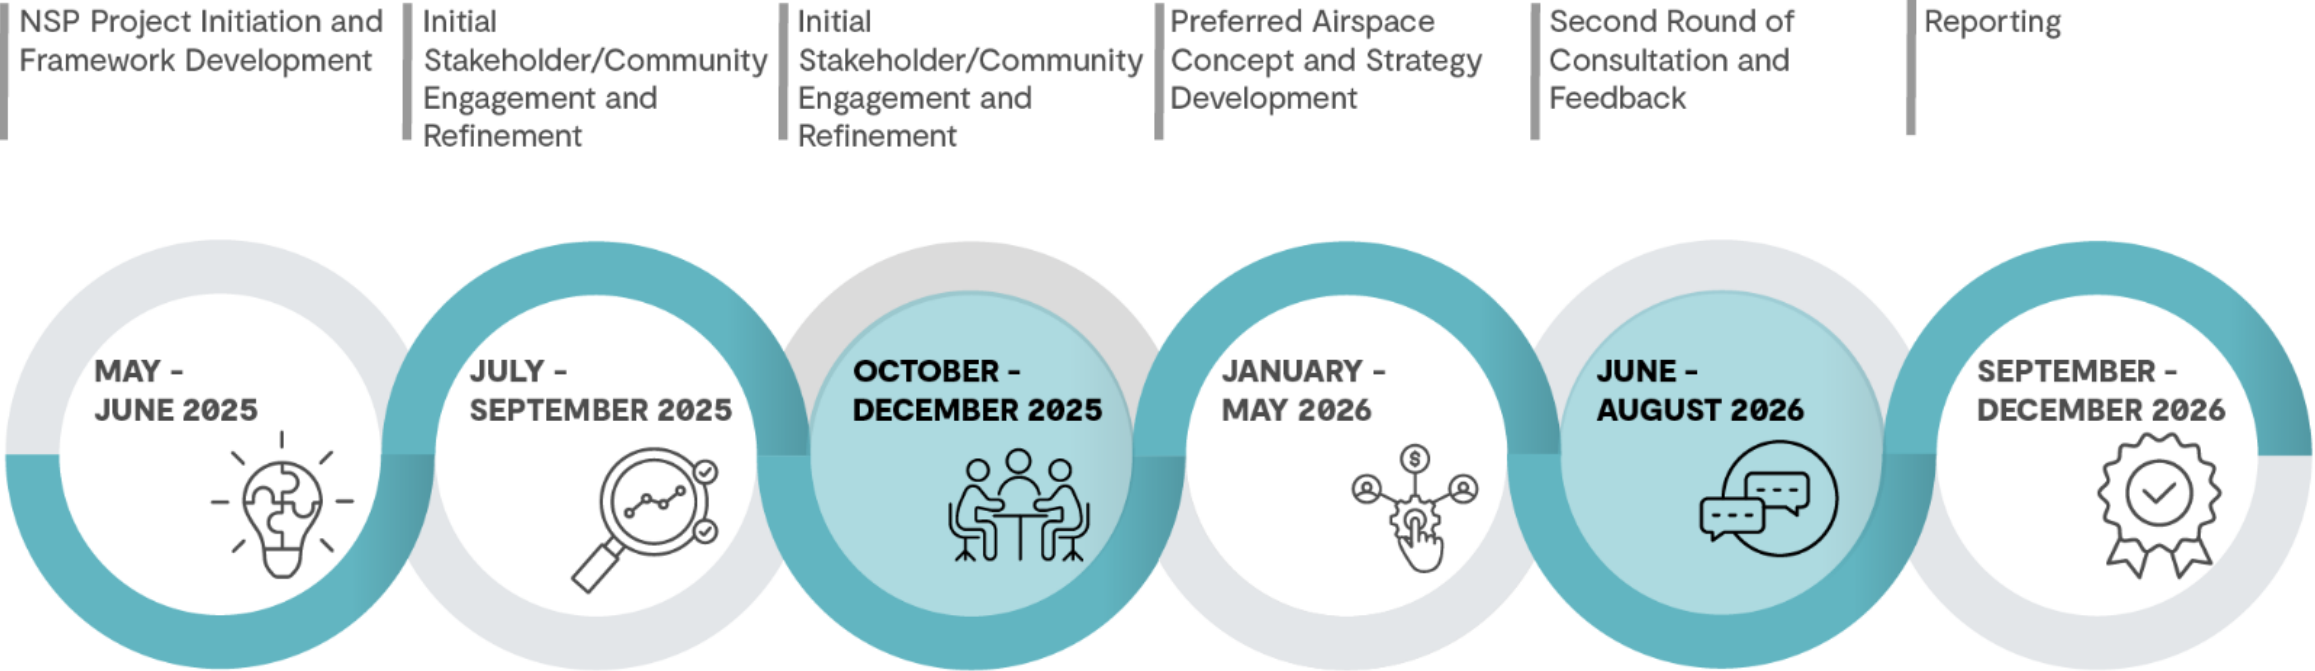 NSP Project Initiation and
Framework Development
Initial
Stakeholder/Community
Engagement and
Refinement
Initial
Stakeholder/Community
Engagement and
Refinement
Preferred Airspace
Concept and Strategy
Development
Second Round of
Consultation and
Feedback
Reporting
MAY -
JUNE 2025
JULY -
SEPTEMBER 2025
OCTOBER -
DECEMBER 2025
JANUARY -
MAY 2026
$
JUNE -
AUGUST 2026
SEPTEMBER -
DECEMBER 2026